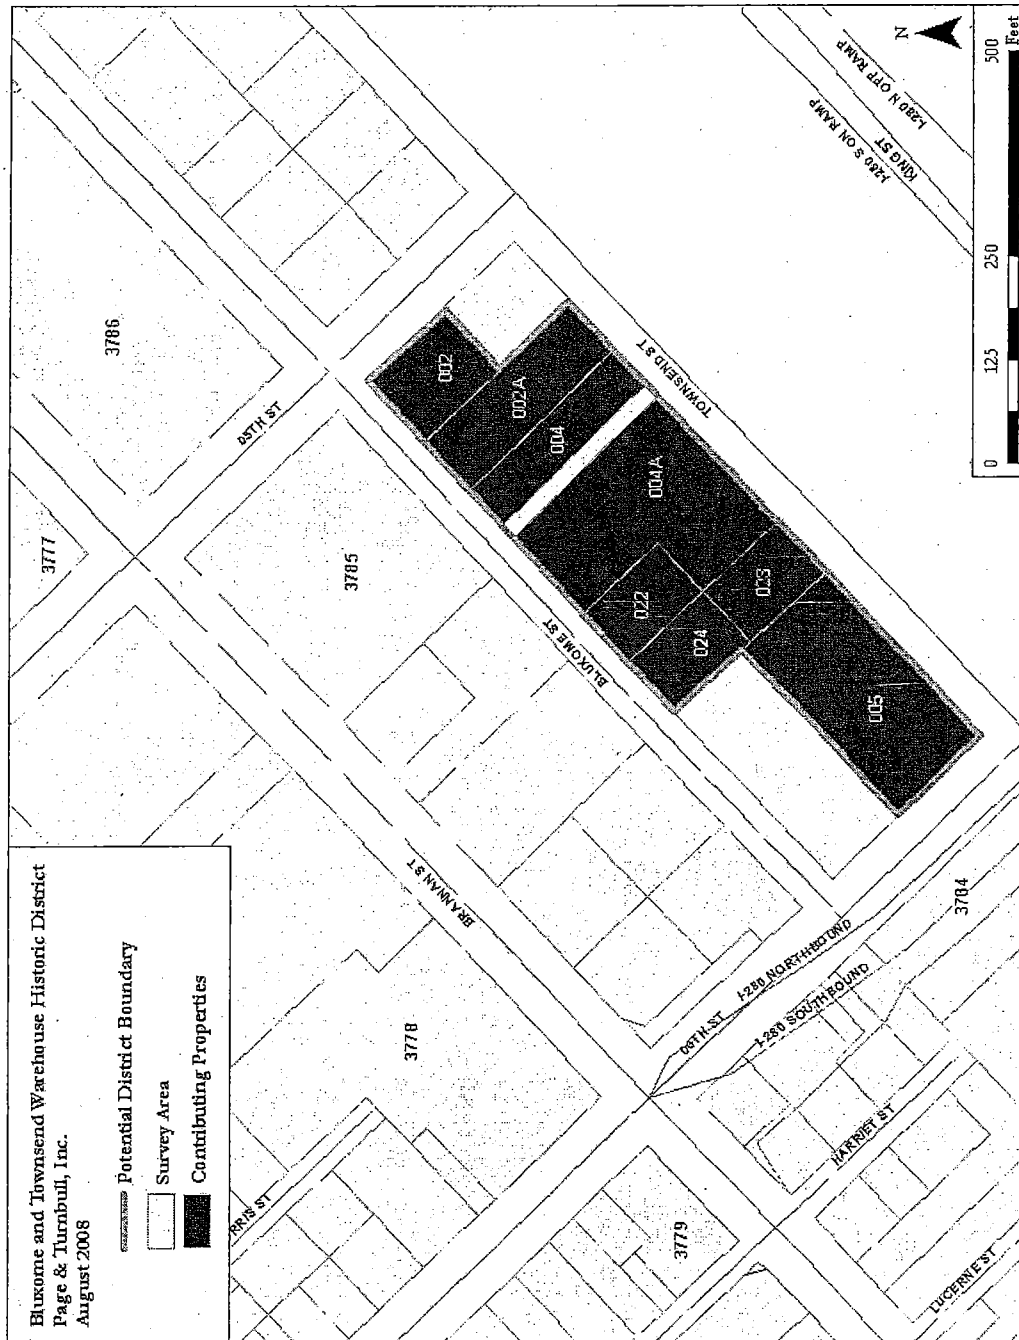 Bluxome and Townsend Warehouse Historic District
Page & Turnbull, Inc.
August 2008
Potential District Boundary
Survey Area
Contributing Properties
N
0
125
250
500
Feet
3777
3786
05TH ST
3785
BLUXOME ST
BRANNAN ST
TOWNSEND ST
002
002A
004
004A
022
024
003
005
I-280 S ON RAMP
KING ST
I-280 N OFF RAMP
3778
RRIS ST
3779
06TH ST
I-280 NORTHBOUND
I-280 SOUTHBOUND
3784
HARRIET ST
LUCERNE ST